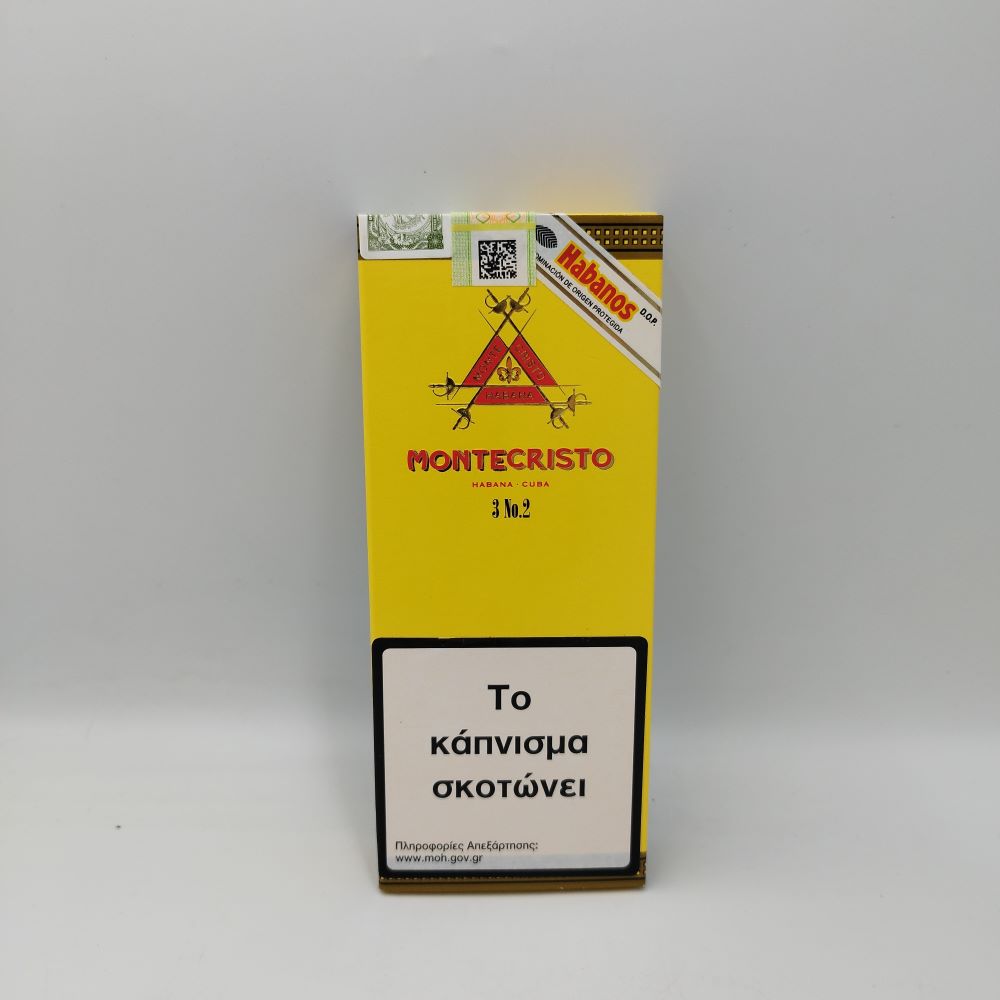 Habanos
DENOMINACIÓN DE ORIGEN PROTEGIDA
D.O.P.
MONTE CRISTO
HABANA
MONTECRISTO
HABANA · CUBA
3 No.2
Το
κάπνισμα
σκοτώνει
Πληροφορίες Απεξάρτησης:
www.moh.gov.gr